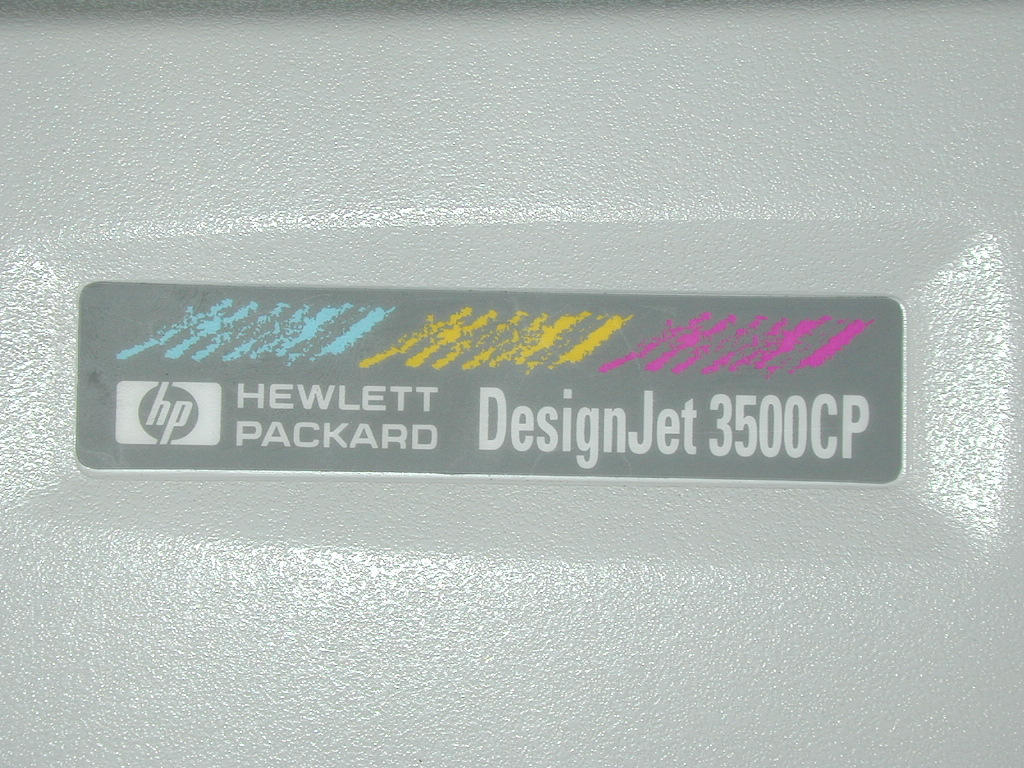 hp HEWLETT
PACKARD
DesignJet 3500CP